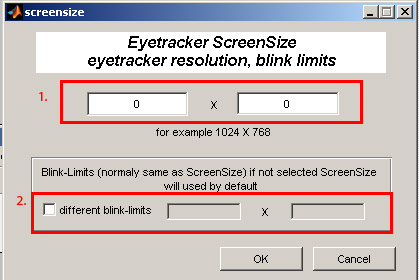 screensize
Eyetracker ScreenSize
eyetracker resolution, blink limits
1.
0 X 0
for example 1024 X 768
Blink-Limits (normaly same as ScreenSize) if not selected ScreenSize
will used by default
2.
different blink-limits X
OK Cancel